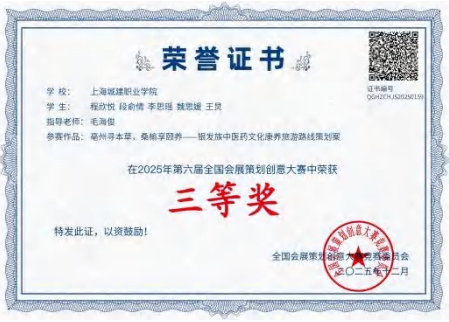 荣誉证书
证书编号
QGHZCHJS20250159
学 校： 上海城建职业学院
学 生： 程欣悦 段俞倩 李思瑶 魏思媛 王炅
指导老师： 毛海俊
参赛作品： 亳州寻本草，桑榆享颐养——银发族中医药文化康养旅游路线策划案
在2025年第六届全国会展策划创意大赛中荣获
三等奖
特发此证，以资鼓励！
全国会展策划创意大赛竞赛委员会
二〇二五年十二月